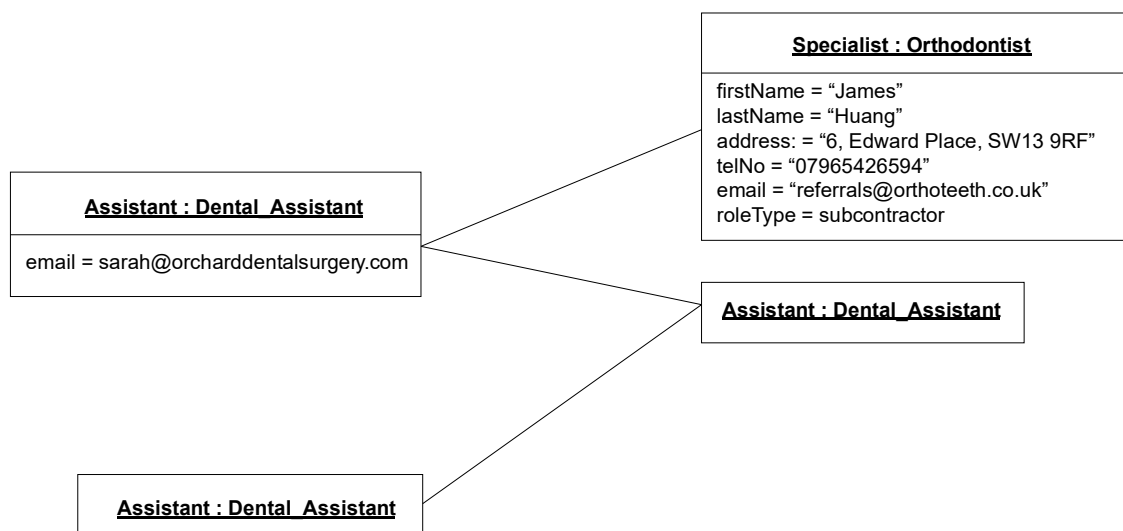 Specialist : Orthodontist
firstName = “James”
lastName = “Huang”
address: = “6, Edward Place, SW13 9RF”
telNo = “07965426594”
email = “referrals@orthoteeth.co.uk”
roleType = subcontractor
Assistant : Dental_Assistant
email = sarah@orcharddentalsurgery.com
Assistant : Dental_Assistant
Assistant : Dental_Assistant